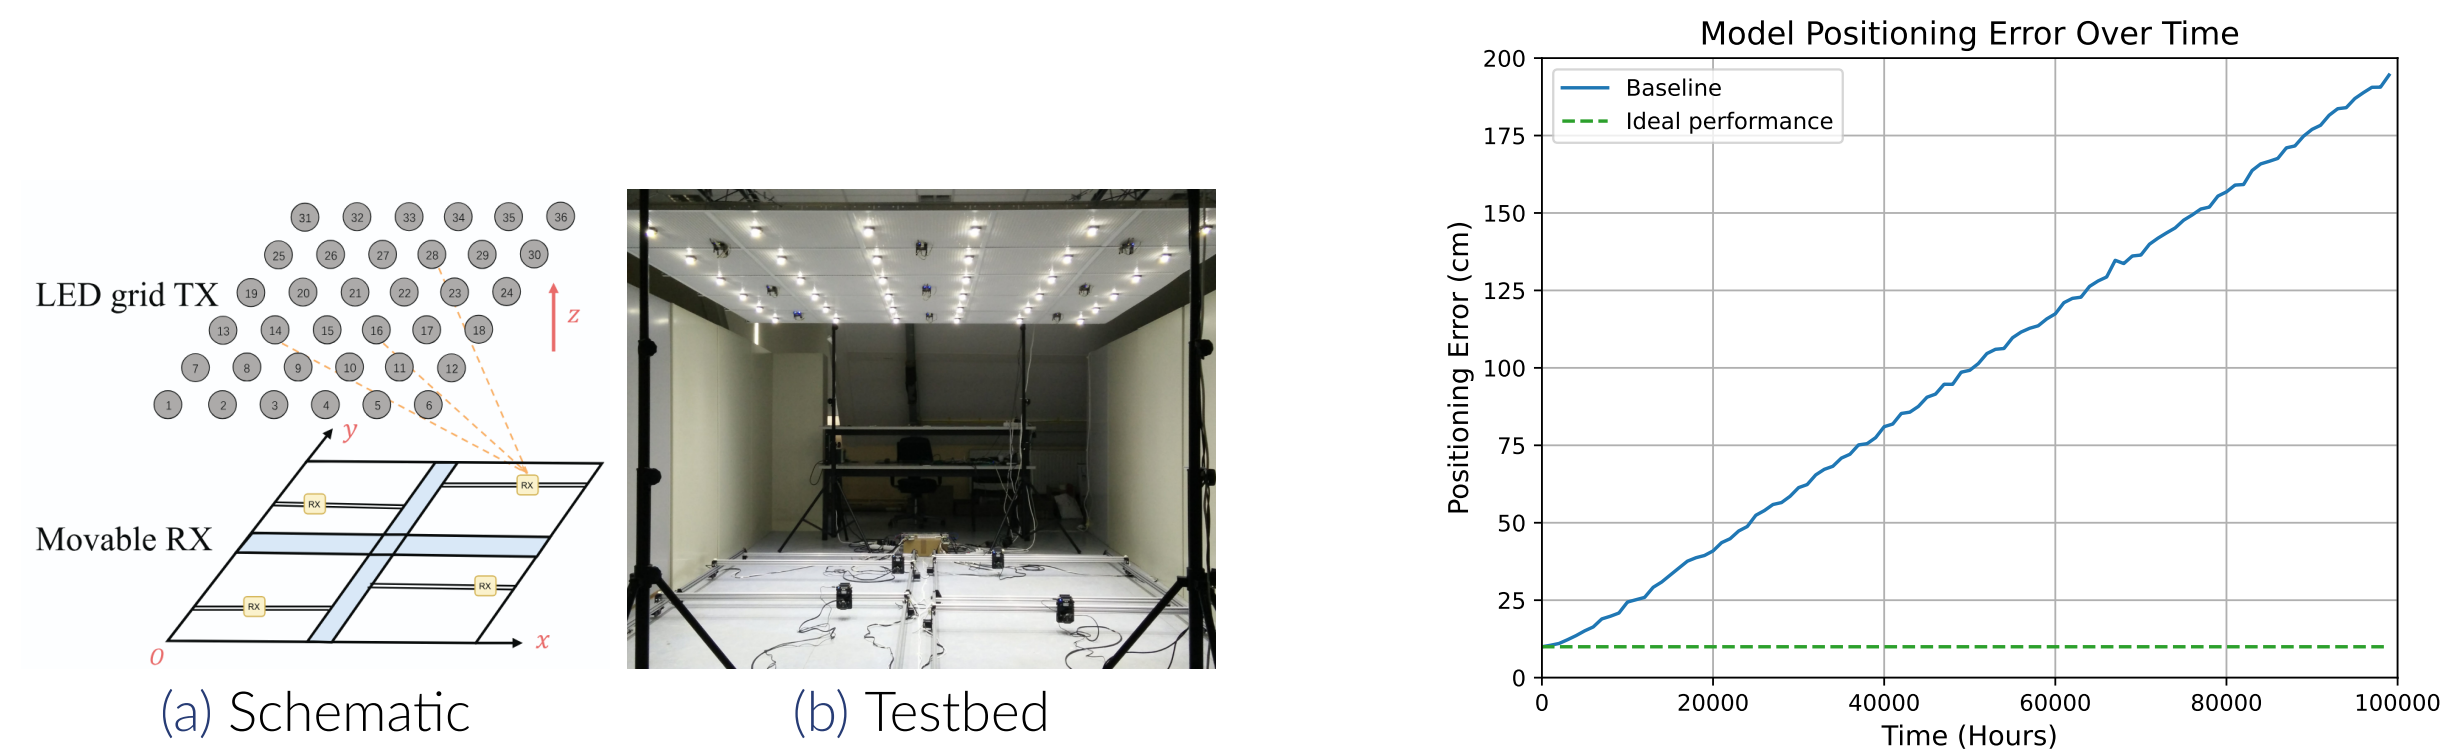 31 32 33 34 35 36
25 26 27 28 29 30
LED grid TX
19 20 21 22 23 24
z
13 14 15 16 17 18
7 8 9 10 11 12
1 2 3 4 5 6
y
RX
RX
Movable RX
RX
RX
x
O
(a) Schematic
(b) Testbed
Model Positioning Error Over Time
Baseline
Ideal performance
Positioning Error (cm)
200
175
150
125
100
75
50
25
0
0 20000 40000 60000 80000 100000
Time (Hours)